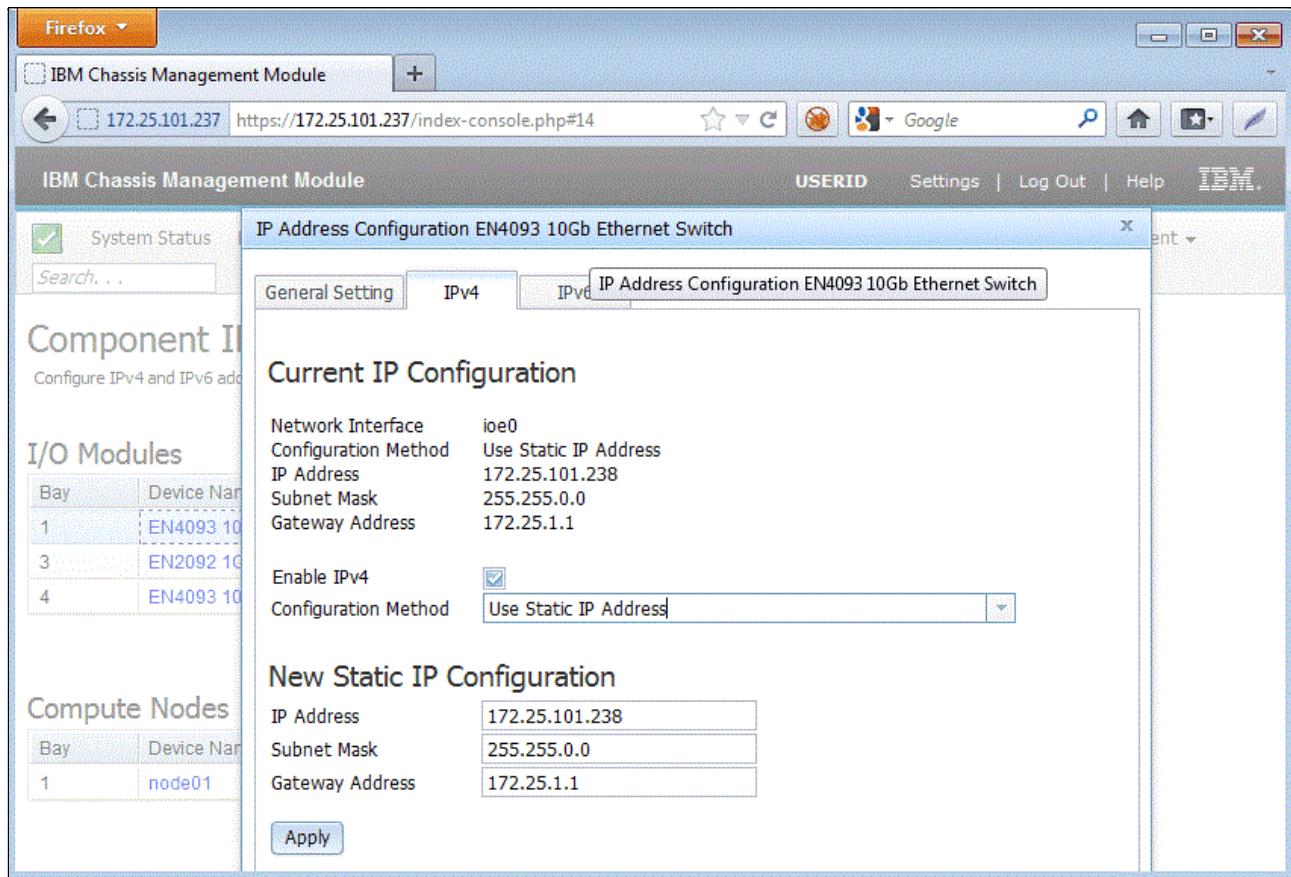 Firefox
IBM Chassis Management Module
172.25.101.237 https://172.25.101.237/index-console.php#14 Google
IBM Chassis Management Module USERID Settings | Log Out | Help IBM.
System Status
Search. . .
IP Address Configuration EN4093 10Gb Ethernet Switch x
ent
General Setting IPv4 IPv6
IP Address Configuration EN4093 10Gb Ethernet Switch
Component I
Configure IPv4 and IPv6 add
Current IP Configuration
Network Interface ioe0
Configuration Method Use Static IP Address
IP Address 172.25.101.238
Subnet Mask 255.255.0.0
Gateway Address 172.25.1.1
I/O Modules
Bay Device Nar
1 EN4093 10
3 EN2092 1G
4 EN4093 10
Enable IPv4
Configuration Method Use Static IP Address
New Static IP Configuration
IP Address 172.25.101.238
Subnet Mask 255.255.0.0
Gateway Address 172.25.1.1
Apply
Compute Nodes
Bay Device Nar
1 node01